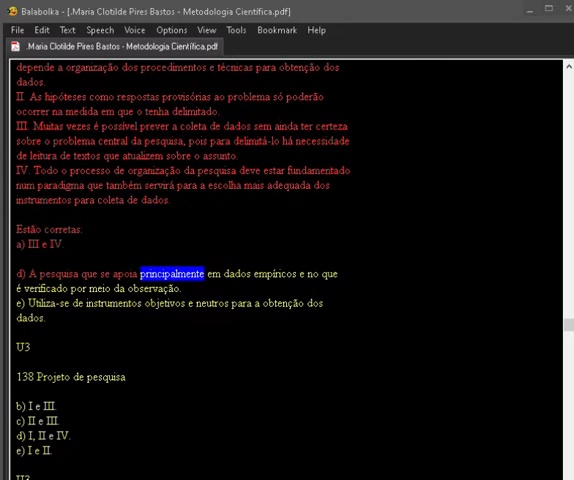 Balabolka - [.Maria Clotilde Pires Bastos - Metodologia Científica.pdf]
File Edit Text Speech Voice Options View Tools Bookmark Help
.Maria Clotilde Pires Bastos - Metodologia Científica.pdf
depende a organização dos procedimentos e técnicas para obtenção dos
dados.
II. As hipóteses como respostas provisórias ao problema só poderão
ocorrer na medida em que o tenha delimitado.
III. Muitas vezes é possível prever a coleta de dados sem ainda ter certeza
sobre o problema central da pesquisa, pois para delimitá-lo há necessidade
de leitura de textos que atualizem sobre o assunto.
IV. Todo o processo de organização da pesquisa deve estar fundamentado
num paradigma que também servirá para a escolha mais adequada dos
instrumentos para coleta de dados.
Estão corretas:
a) III e IV.
d) A pesquisa que se apoia principalmente em dados empíricos e no que
é verificado por meio da observação.
e) Utiliza-se de instrumentos objetivos e neutros para a obtenção dos
dados.
U3
138 Projeto de pesquisa
b) I e III.
c) II e III.
d) I, II e IV.
e) I e II.
U3